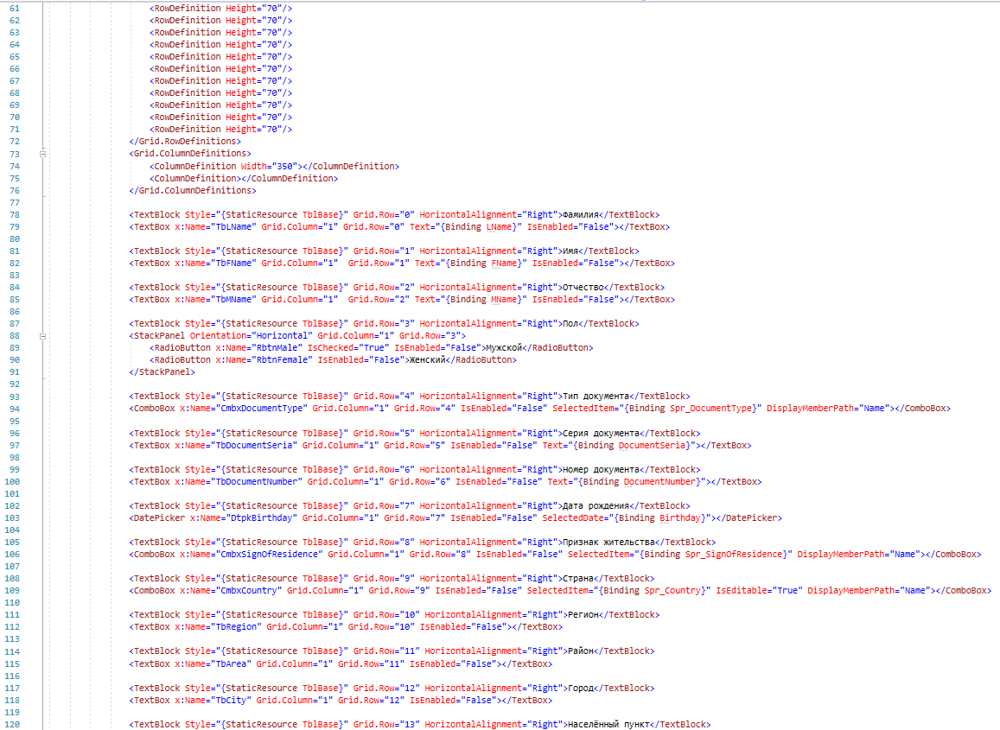 61 <RowDefinition Height="70"/>
62 <RowDefinition Height="70"/>
63 <RowDefinition Height="70"/>
64 <RowDefinition Height="70"/>
65 <RowDefinition Height="70"/>
66 <RowDefinition Height="70"/>
67 <RowDefinition Height="70"/>
68 <RowDefinition Height="70"/>
69 <RowDefinition Height="70"/>
70 <RowDefinition Height="70"/>
71 <RowDefinition Height="70"/>
72 </Grid.RowDefinitions>
73 <Grid.ColumnDefinitions>
74 <ColumnDefinition Width="350"></ColumnDefinition>
75 <ColumnDefinition></ColumnDefinition>
76 </Grid.ColumnDefinitions>
77
78 <TextBlock Style="{StaticResource TblBase}" Grid.Row="0" HorizontalAlignment="Right">Фамилия</TextBlock>
79 <TextBox x:Name="TbLName" Grid.Column="1" Grid.Row="0" Text="{Binding LName}" IsEnabled="False"></TextBox>
80
81 <TextBlock Style="{StaticResource TblBase}" Grid.Row="1" HorizontalAlignment="Right">Имя</TextBlock>
82 <TextBox x:Name="TbFName" Grid.Column="1"  Grid.Row="1" Text="{Binding FName}" IsEnabled="False"></TextBox>
83
84 <TextBlock Style="{StaticResource TblBase}" Grid.Row="2" HorizontalAlignment="Right">Отчество</TextBlock>
85 <TextBox x:Name="TbMName" Grid.Column="1"  Grid.Row="2" Text="{Binding MName}" IsEnabled="False"></TextBox>
86
87 <TextBlock Style="{StaticResource TblBase}" Grid.Row="3" HorizontalAlignment="Right">Пол</TextBlock>
88 <StackPanel Orientation="Horizontal" Grid.Column="1" Grid.Row="3">
89 <RadioButton x:Name="RbtnMale" IsChecked="True" IsEnabled="False">Мужской</RadioButton>
90 <RadioButton x:Name="RbtnFemale" IsEnabled="False">Женский</RadioButton>
91 </StackPanel>
92
93 <TextBlock Style="{StaticResource TblBase}" Grid.Row="4" HorizontalAlignment="Right">Тип документа</TextBlock>
94 <ComboBox x:Name="CmbxDocumentType" Grid.Column="1" Grid.Row="4" IsEnabled="False" SelectedItem="{Binding Spr_DocumentType}" DisplayMemberPath="Name"></ComboBox>
95
96 <TextBlock Style="{StaticResource TblBase}" Grid.Row="5" HorizontalAlignment="Right">Серия документа</TextBlock>
97 <TextBox x:Name="TbDocumentSeria" Grid.Column="1" Grid.Row="5" IsEnabled="False" Text="{Binding DocumentSeria}"></TextBox>
98
99 <TextBlock Style="{StaticResource TblBase}" Grid.Row="6" HorizontalAlignment="Right">Номер документа</TextBlock>
100 <TextBox x:Name="TbDocumentNumber" Grid.Column="1" Grid.Row="6" IsEnabled="False" Text="{Binding DocumentNumber}"></TextBox>
101
102 <TextBlock Style="{StaticResource TblBase}" Grid.Row="7" HorizontalAlignment="Right">Дата рождения</TextBlock>
103 <DatePicker x:Name="DtpkBirthday" Grid.Column="1" Grid.Row="7" IsEnabled="False" SelectedDate="{Binding Birthday}"></DatePicker>
104
105 <TextBlock Style="{StaticResource TblBase}" Grid.Row="8" HorizontalAlignment="Right">Признак жительства</TextBlock>
106 <ComboBox x:Name="CmbxSignOfResidence" Grid.Column="1" Grid.Row="8" IsEnabled="False" SelectedItem="{Binding Spr_SignOfResidence}" DisplayMemberPath="Name"></ComboBox>
107
108 <TextBlock Style="{StaticResource TblBase}" Grid.Row="9" HorizontalAlignment="Right">Страна</TextBlock>
109 <ComboBox x:Name="CmbxCountry" Grid.Column="1" Grid.Row="9" IsEnabled="False" SelectedItem="{Binding Spr_Country}" IsEditable="True" DisplayMemberPath="Name"></ComboBox>
110
111 <TextBlock Style="{StaticResource TblBase}" Grid.Row="10" HorizontalAlignment="Right">Регион</TextBlock>
112 <TextBox x:Name="TbRegion" Grid.Column="1" Grid.Row="10" IsEnabled="False"></TextBox>
113
114 <TextBlock Style="{StaticResource TblBase}" Grid.Row="11" HorizontalAlignment="Right">Район</TextBlock>
115 <TextBox x:Name="TbArea" Grid.Column="1" Grid.Row="11" IsEnabled="False"></TextBox>
116
117 <TextBlock Style="{StaticResource TblBase}" Grid.Row="12" HorizontalAlignment="Right">Город</TextBlock>
118 <TextBox x:Name="TbCity" Grid.Column="1" Grid.Row="12" IsEnabled="False"></TextBox>
119
120 <TextBlock Style="{StaticResource TblBase}" Grid.Row="13" HorizontalAlignment="Right">Населённый пункт</TextBlock>